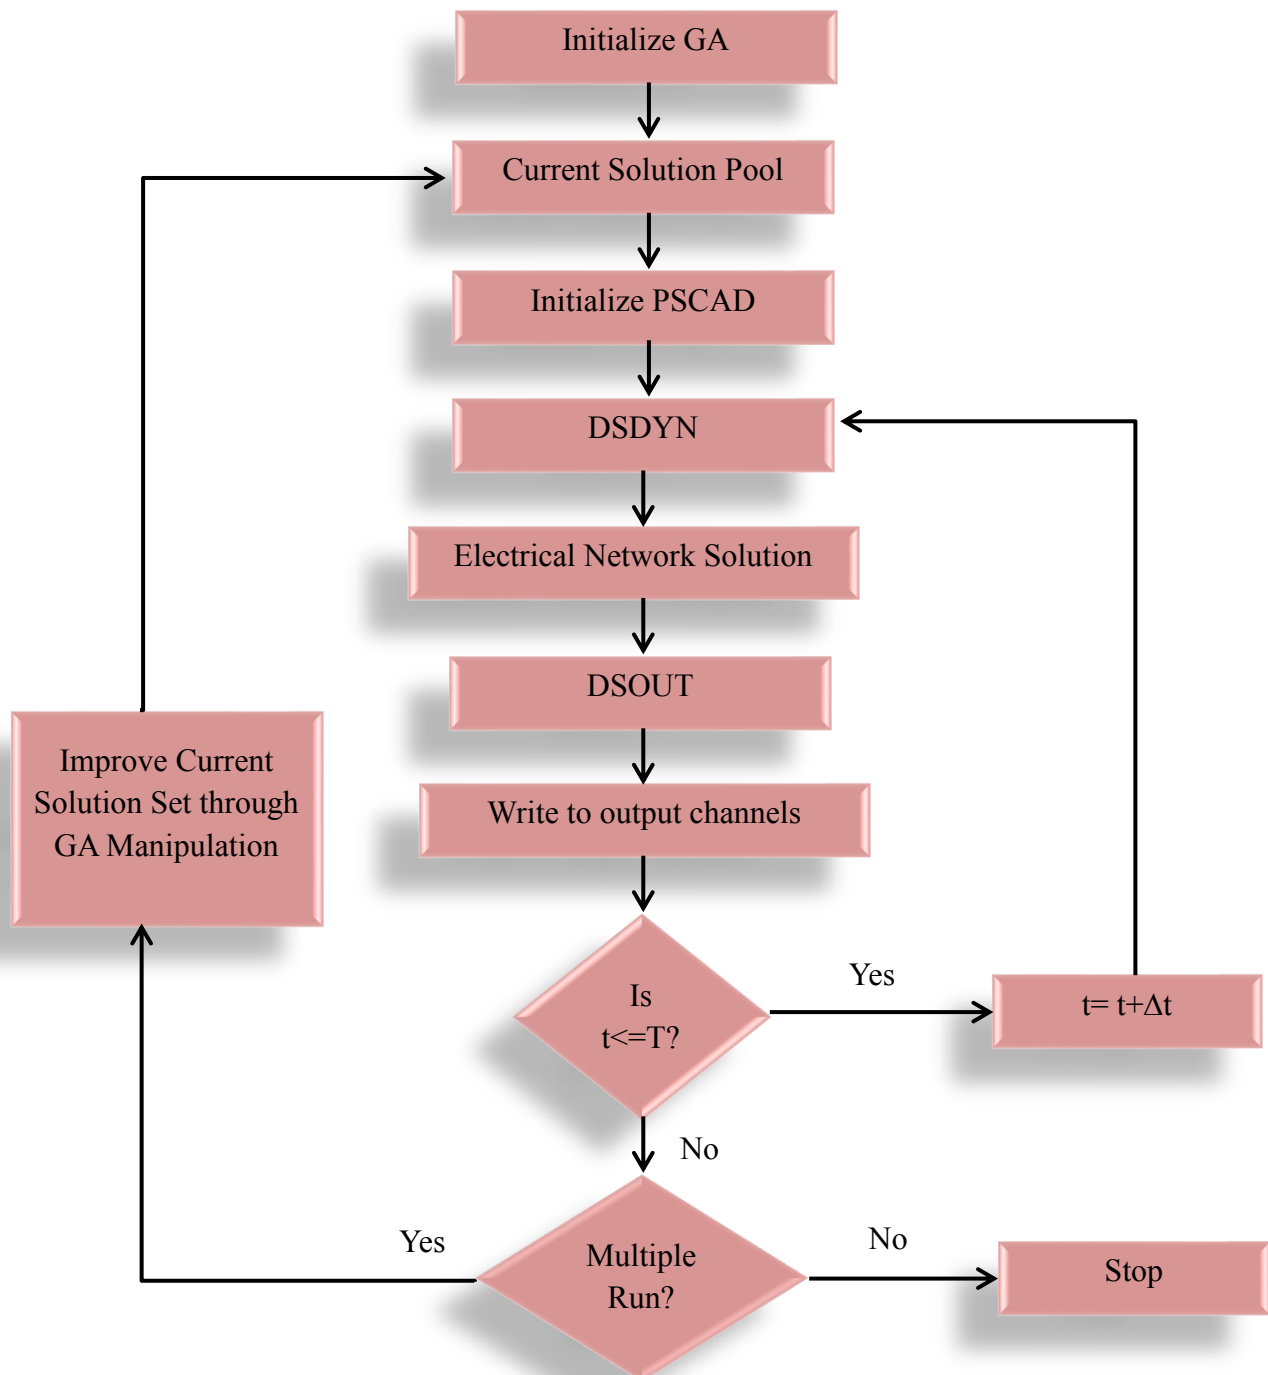 Initialize GA
Current Solution Pool
Initialize PSCAD
DSDYN
Electrical Network Solution
DSOUT
Improve Current
Solution Set through
GA Manipulation
Write to output channels
Is
t<=T?
Yes
t= t+Δt
No
Yes
Multiple
Run?
No
Stop